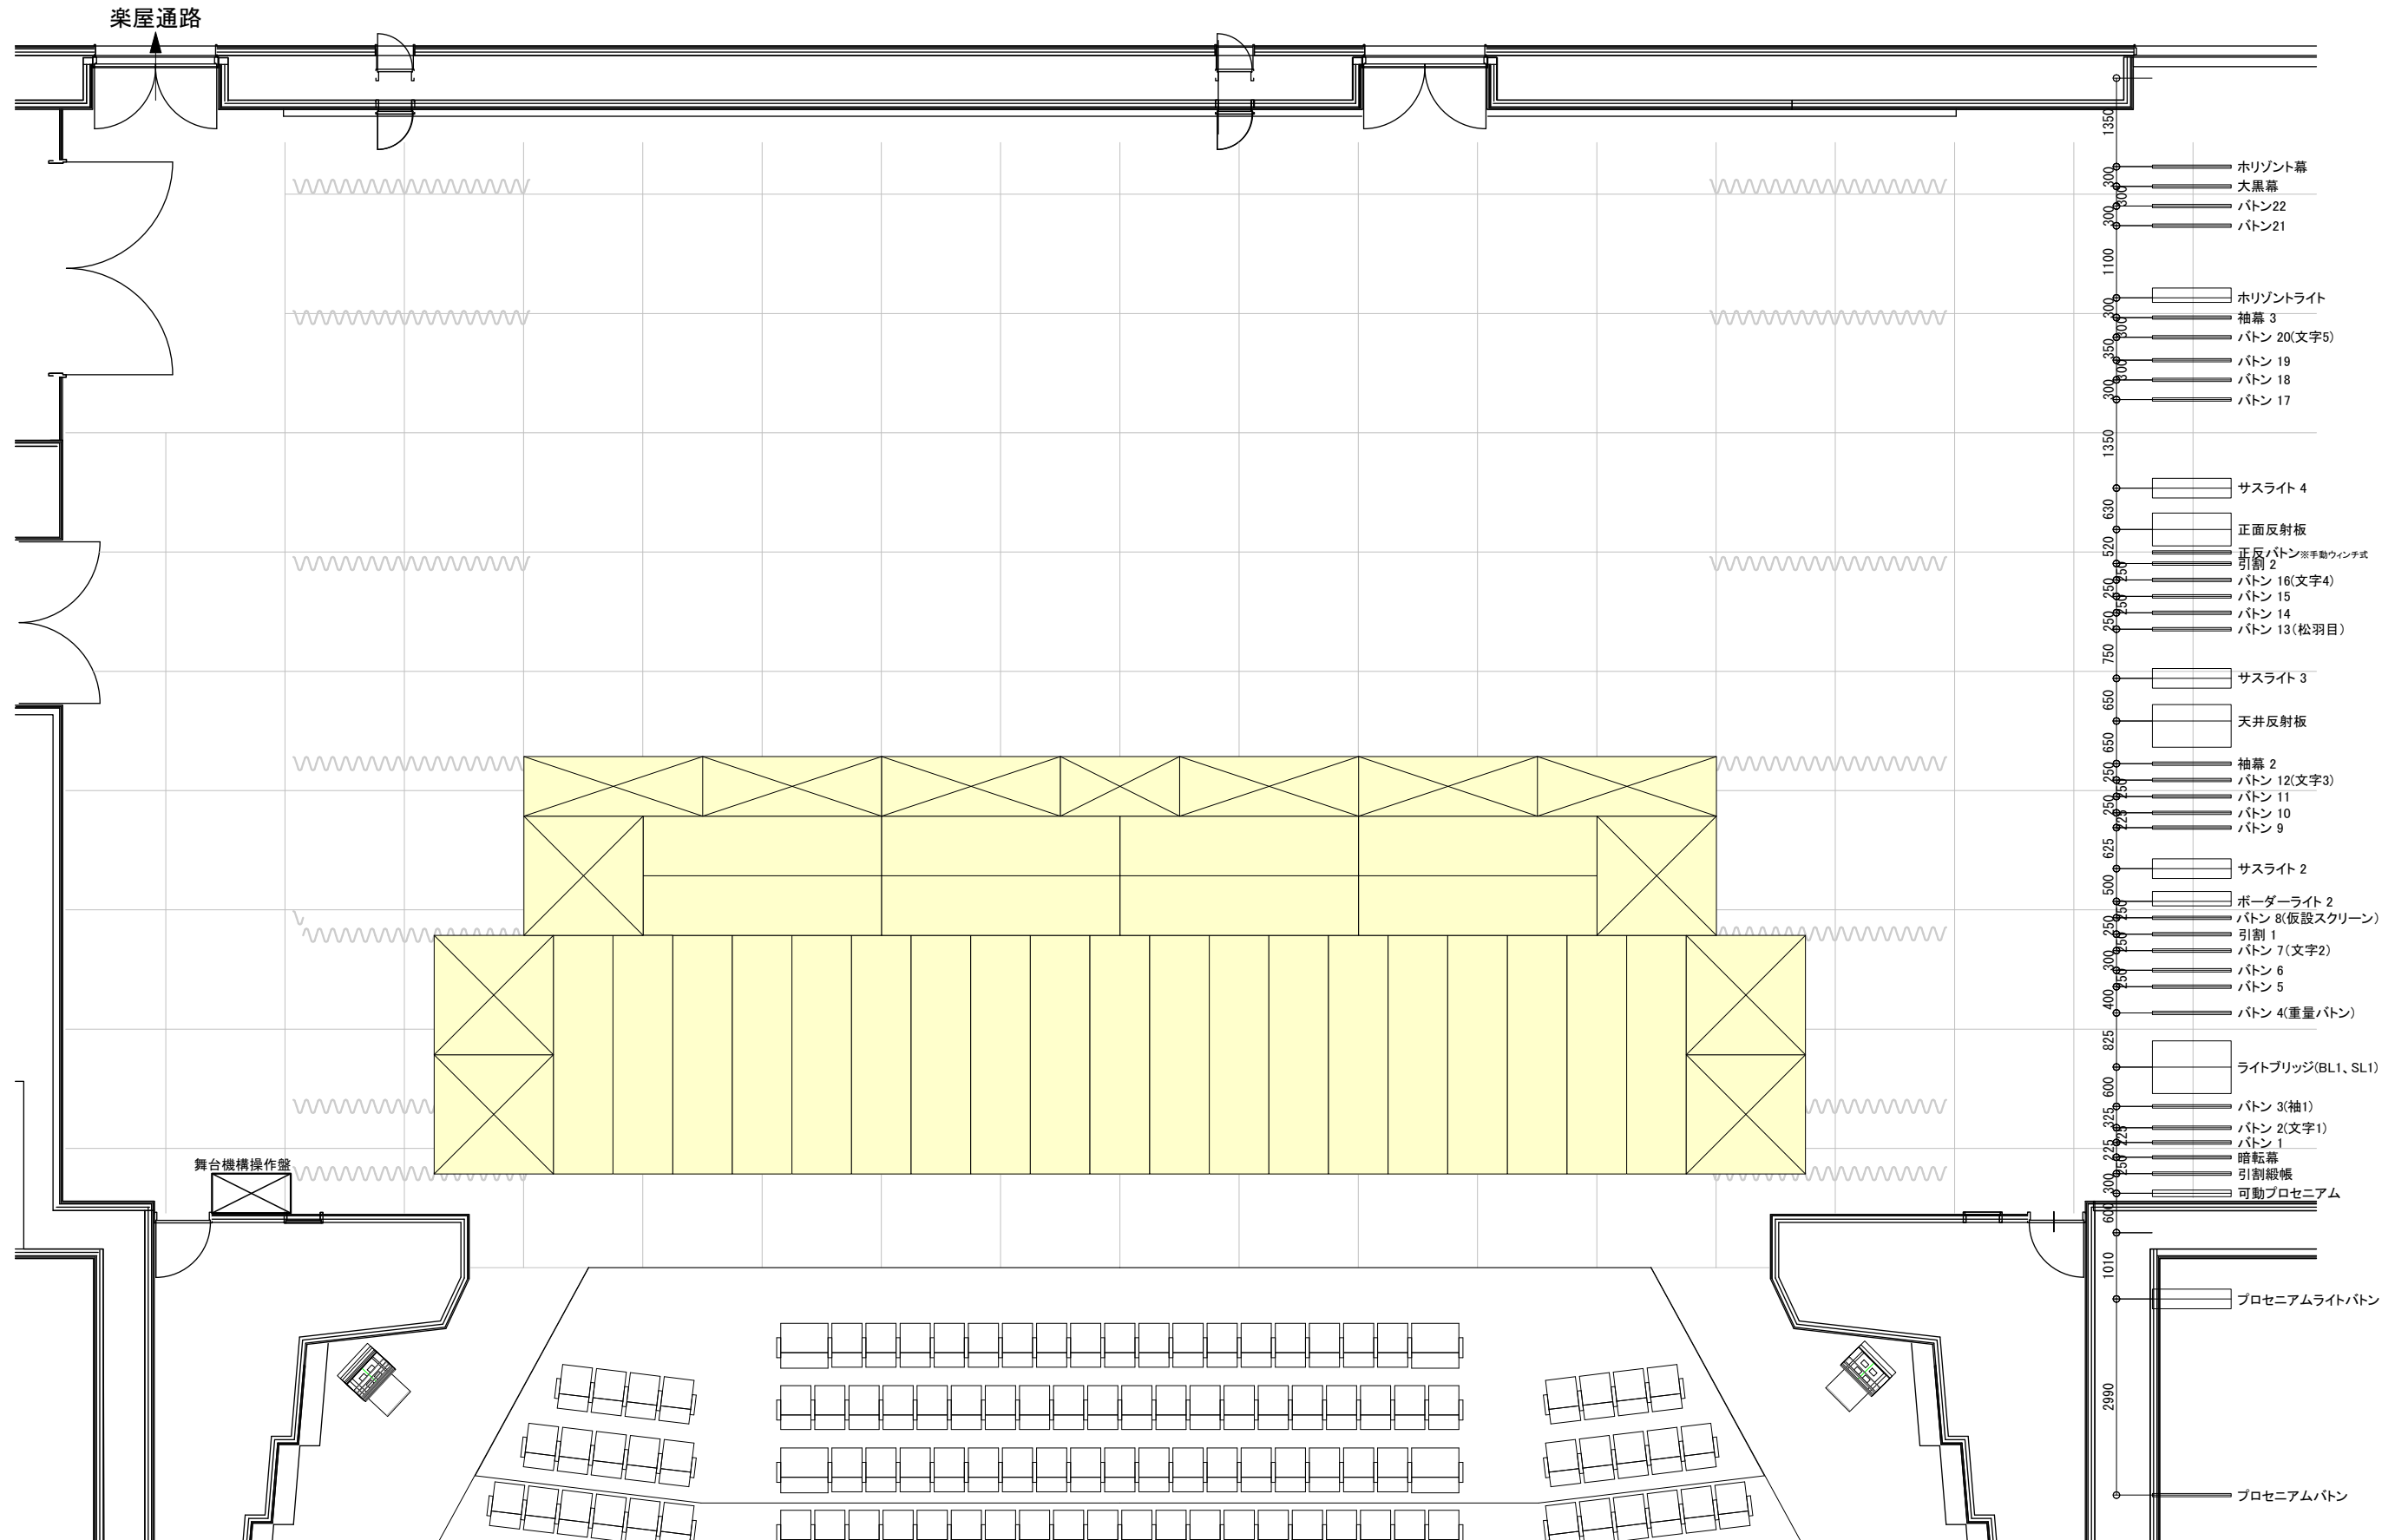 楽屋通路
1350
ホリゾント幕
300
大黒幕
300
バトン22
300
バトン21
1100
ホリゾントライト
300
袖幕 3
300
バトン 20(文字5)
350
バトン 19
300
バトン 18
300
バトン 17
1350
サスライト 4
630
正面反射板
520
正反バトン※手動ウィンチ式
引割 2
250
バトン 16(文字4)
250
バトン 15
250
バトン 14
250
バトン 13(松羽目)
750
サスライト 3
650
天井反射板
650
袖幕 2
250
バトン 12(文字3)
250
バトン 11
250
バトン 10
225
バトン 9
625
サスライト 2
500
ボーダーライト 2
250
バトン 8(仮設スクリーン)
250
引割 1
250
バトン 7(文字2)
300
バトン 6
250
バトン 5
400
バトン 4(重量バトン)
825
ライトブリッジ(BL1、SL1)
600
バトン 3(袖1)
325
バトン 2(文字1)
225
バトン 1
225
暗転幕
250
引割緞帳
300
可動プロセニアム
600
舞台機構操作盤
1010
プロセニアムライトバトン
2990
プロセニアムバトン